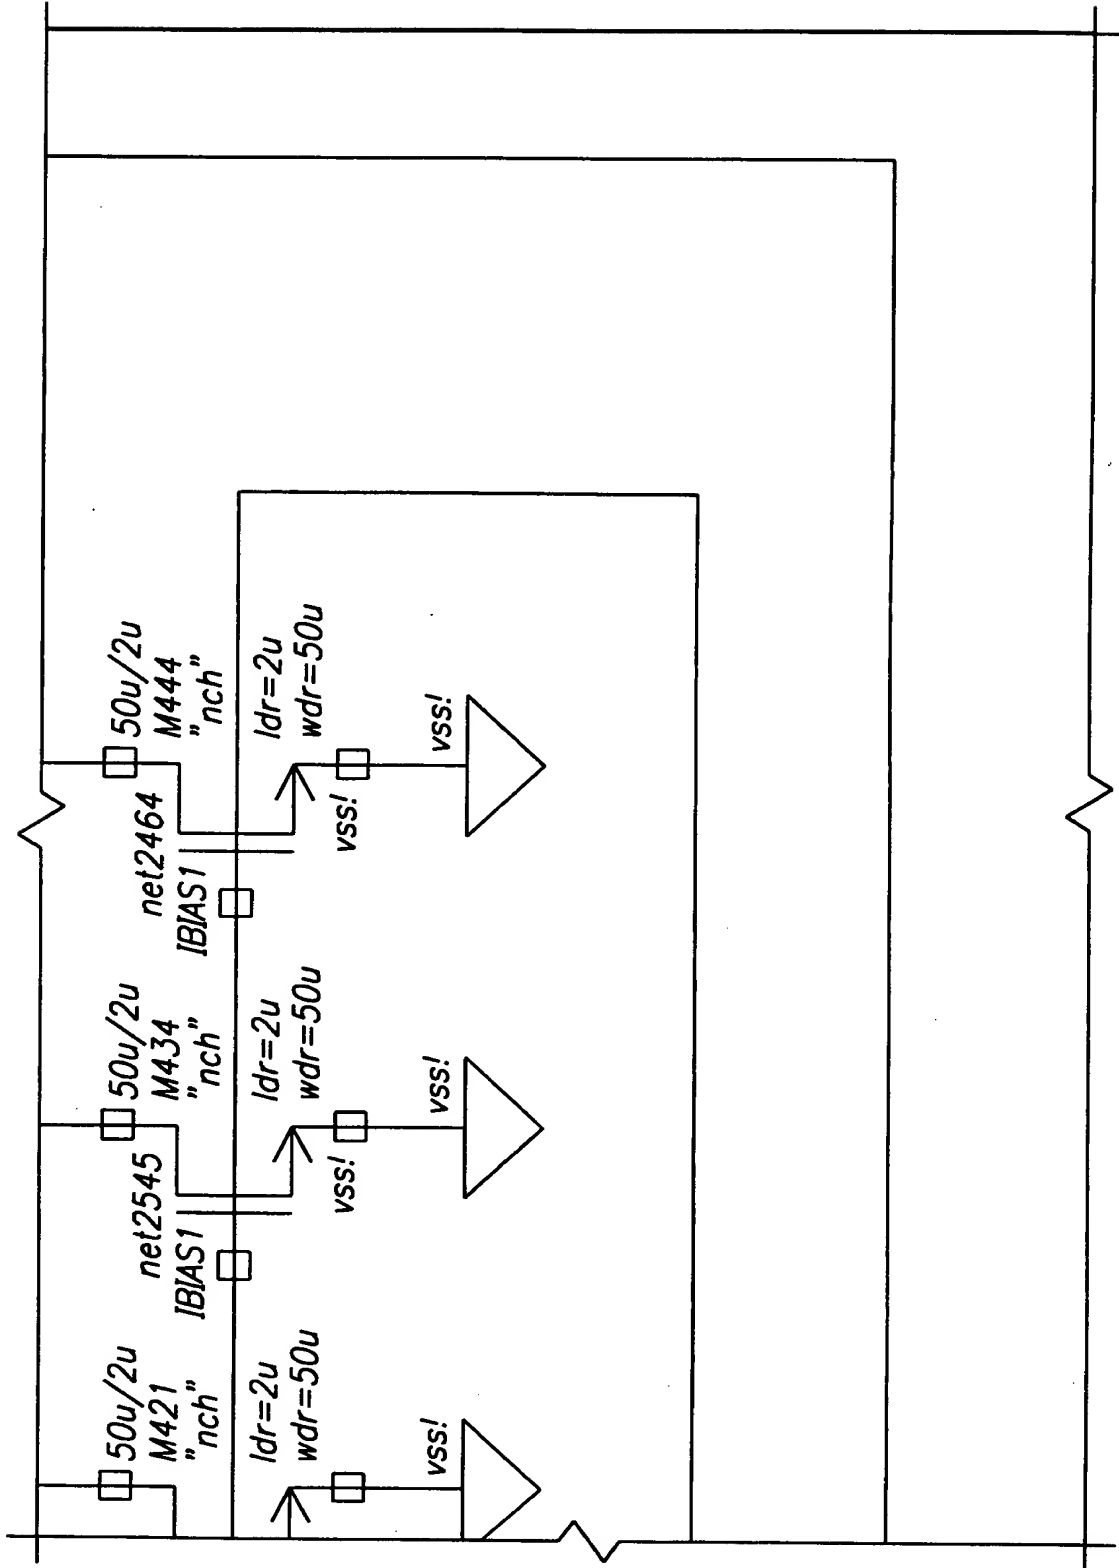 50u/2u
M421
"nch"
ldr=2u
wdr=50u
vss!
net2545
IBIAS1
50u/2u
M434
"nch"
ldr=2u
wdr=50u
vss!
vss!
net2464
IBIAS1
50u/2u
M444
"nch"
ldr=2u
wdr=50u
vss!
vss!